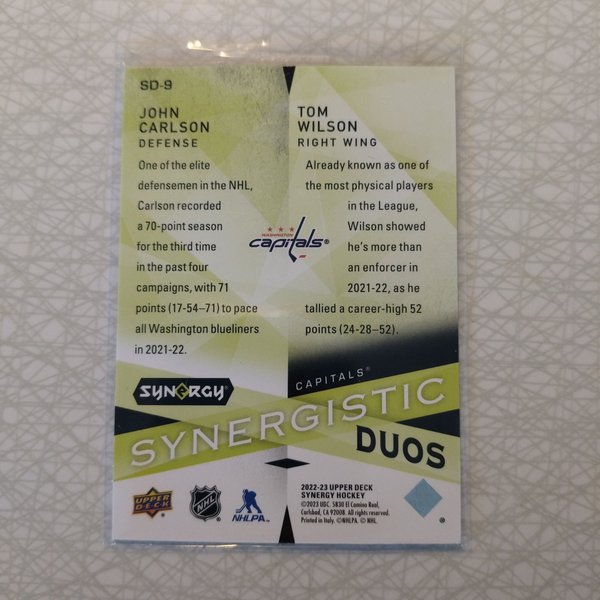 SD-9
JOHN
CARLSON
DEFENSE
One of the elite
defensemen in the NHL,
Carlson recorded
a 70-point season
for the third time
in the past four
campaigns, with 71
points (17-54–71) to pace
all Washington blueliners
in 2021-22.
TOM
WILSON
RIGHT WING
Already known as one of
the most physical players
in the League,
Wilson showed
he's more than
an enforcer in
2021-22, as he
tallied a career-high 52
points (24-28–52).
WASHINGTON
capitals®
SYNERGY®
CAPITALS®
SYNERGISTIC
DUOS
UPPER
DECK
NHL
NHLPA
2022-23 UPPER DECK
SYNERGY HOCKEY
©2023 UDC. 5830 El Camino Real,
Carlsbad, CA 92008. All rights reserved.
Printed in Italy. ©NHLPA. © NHL.